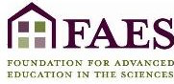 FAES
FOUNDATION FOR ADVANCED
EDUCATION IN THE SCIENCES